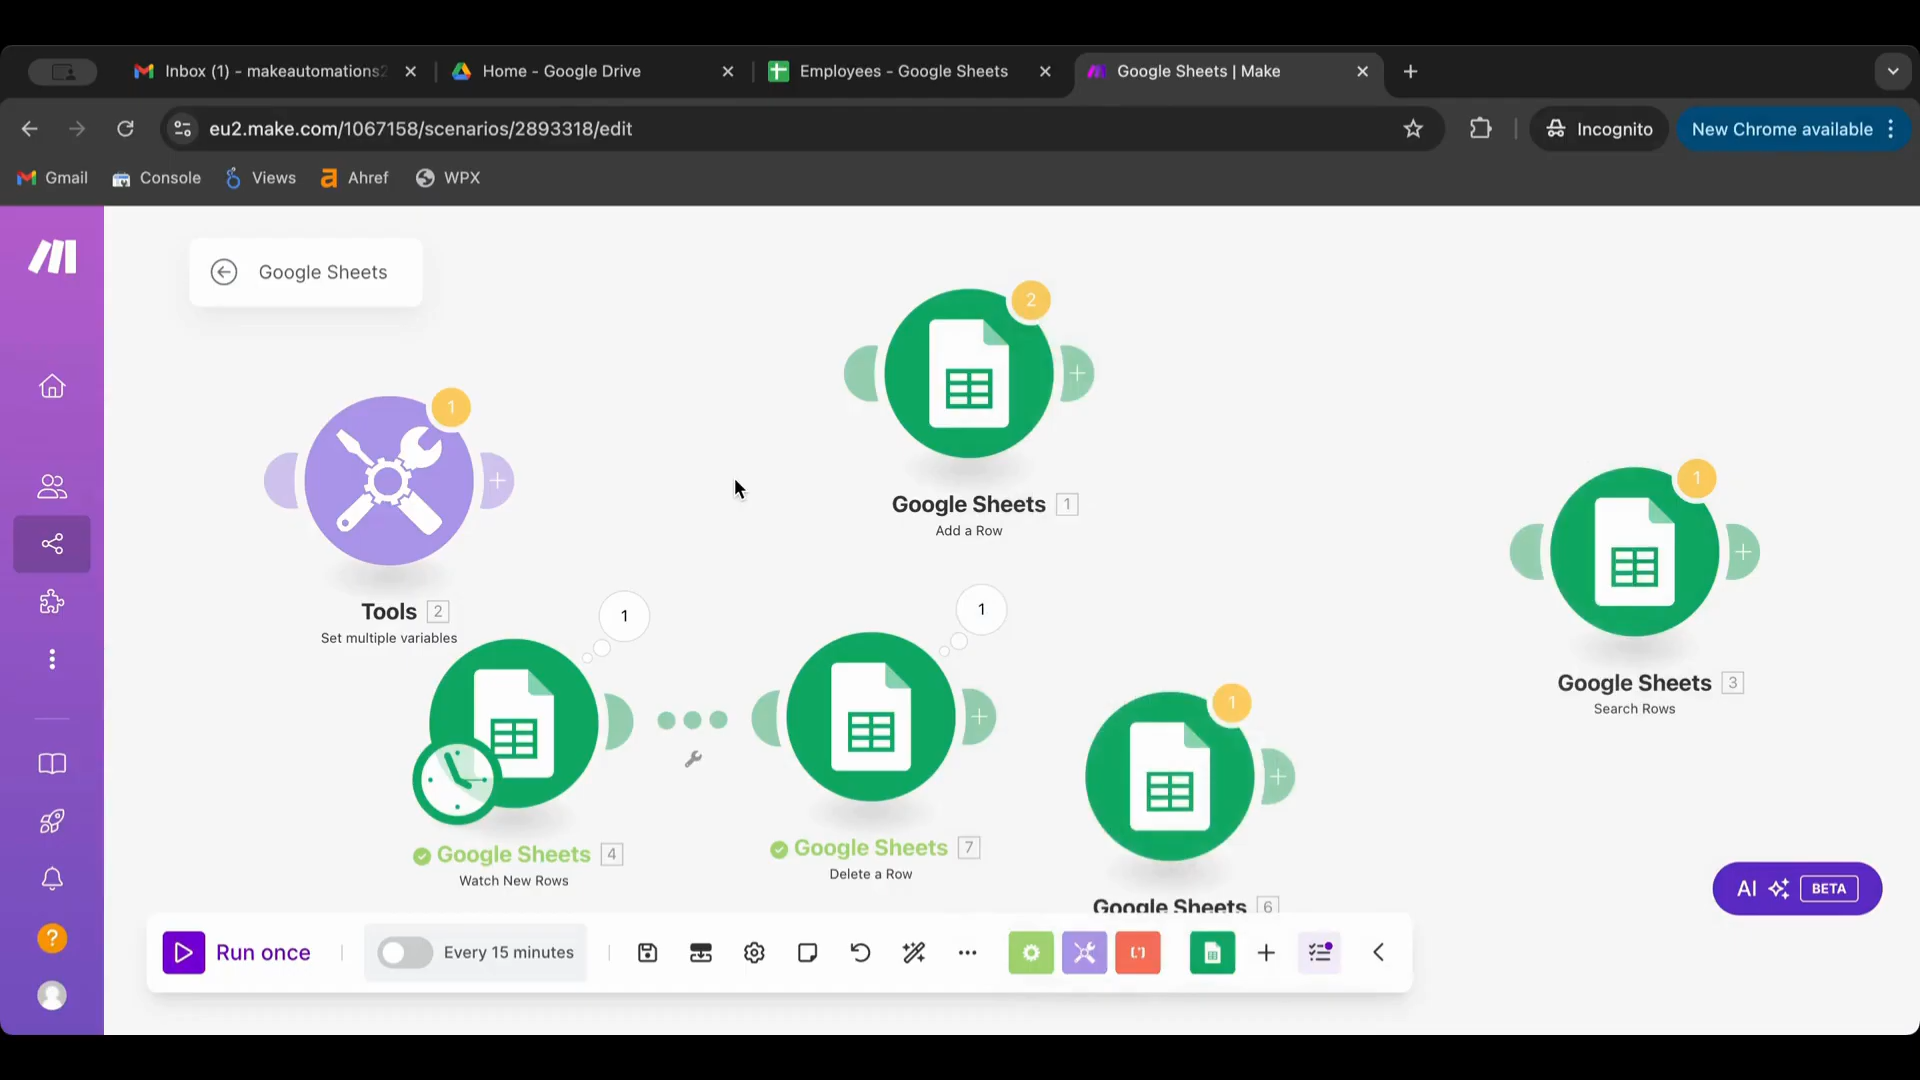 Inbox (1) - makeautomations2
Home - Google Drive
Employees - Google Sheets
Google Sheets | Make
eu2.make.com/1067158/scenarios/2893318/edit
Incognito
New Chrome available
Gmail
Console
Views
Ahref
WPX
Google Sheets
2
1
1
Google Sheets 1
Add a Row
Tools 2
Set multiple variables
1
1
1
Google Sheets 3
Search Rows
Google Sheets 4
Watch New Rows
Google Sheets 7
Delete a Row
Google Sheets 6
AI BETA
Run once
Every 15 minutes
?